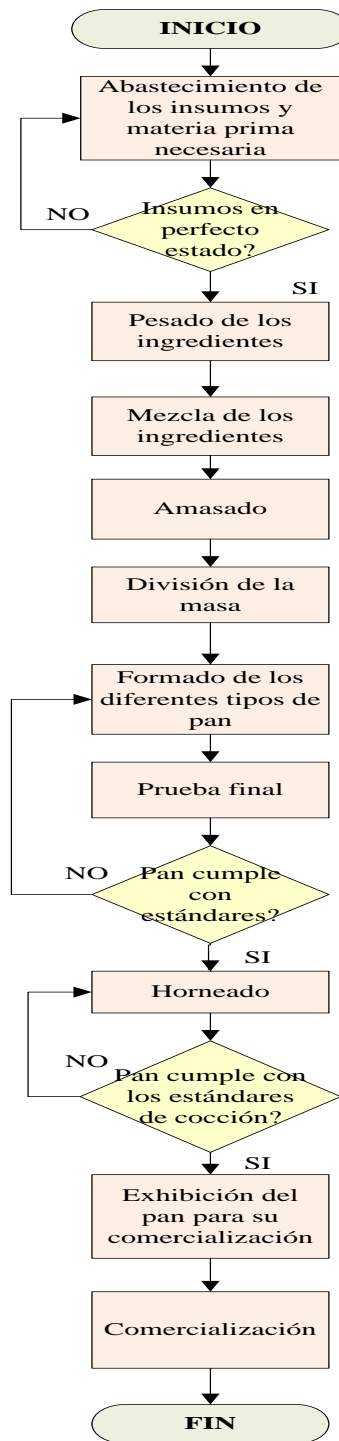 INICIO
Abastecimiento de
los insumos y
materia prima
necesaria
NO
Insumos en
perfecto
estado?
SI
Pesado de los
ingredientes
Mezcla de los
ingredientes
Amasado
División de la
masa
Formado de los
diferentes tipos de
pan
Prueba final
NO
Pan cumple
con
estándares?
SI
Horneado
NO
Pan cumple con
los estándares
de cocción?
SI
Exhibición del
pan para su
comercialización
Comercialización
FIN